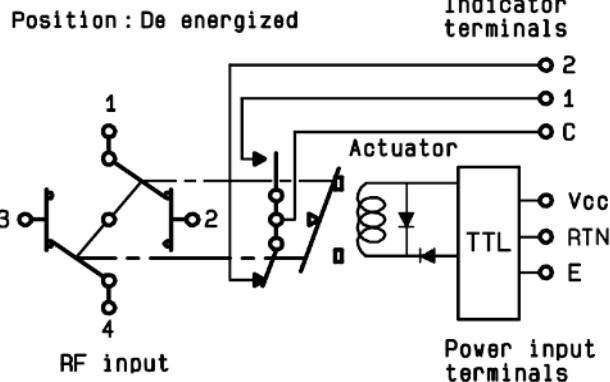 Position : De energized
Indicator
terminals
2
1
C
1
Actuator
3
2
TTL
Vcc
RTN
E
4
RF input
Power input
terminals